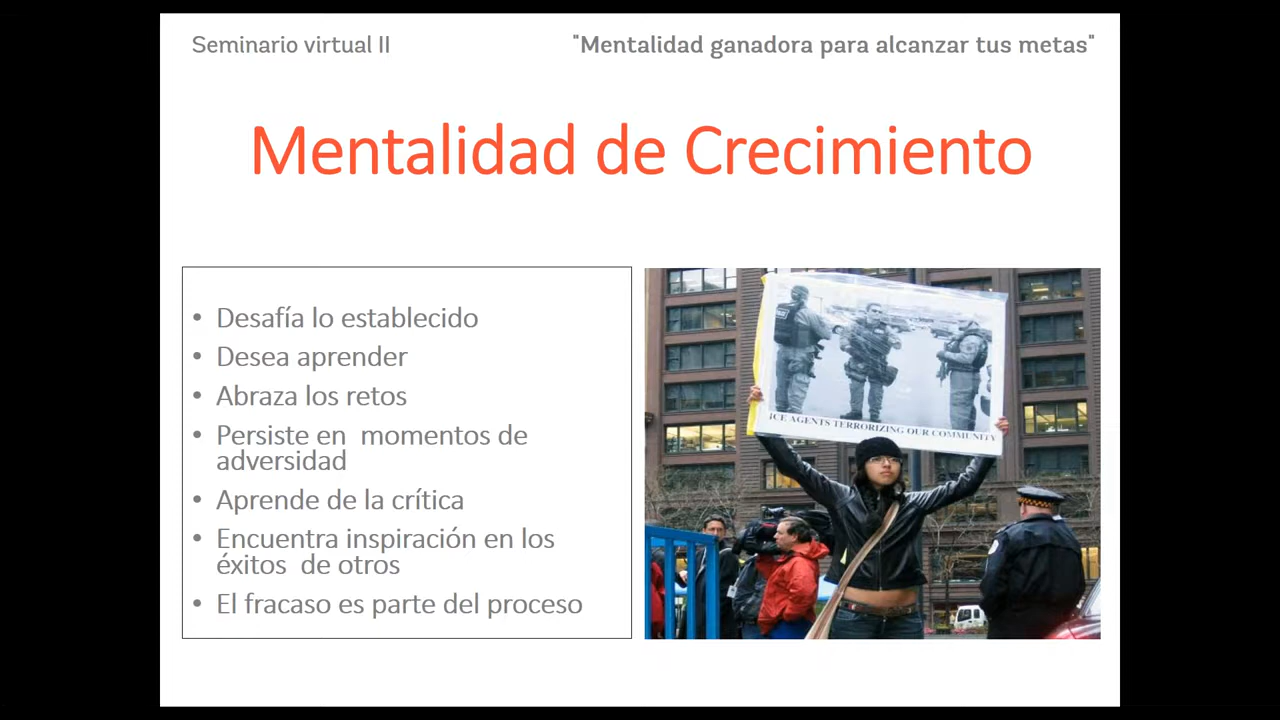 Seminario virtual II
"Mentalidad ganadora para alcanzar tus metas"
Mentalidad de Crecimiento
• Desafía lo establecido
• Desea aprender
• Abraza los retos
• Persiste en momentos de
adversidad
• Aprende de la crítica
• Encuentra inspiración en los
éxitos de otros
• El fracaso es parte del proceso
ICE AGENTS TERRORIZING OUR COMMUNITY